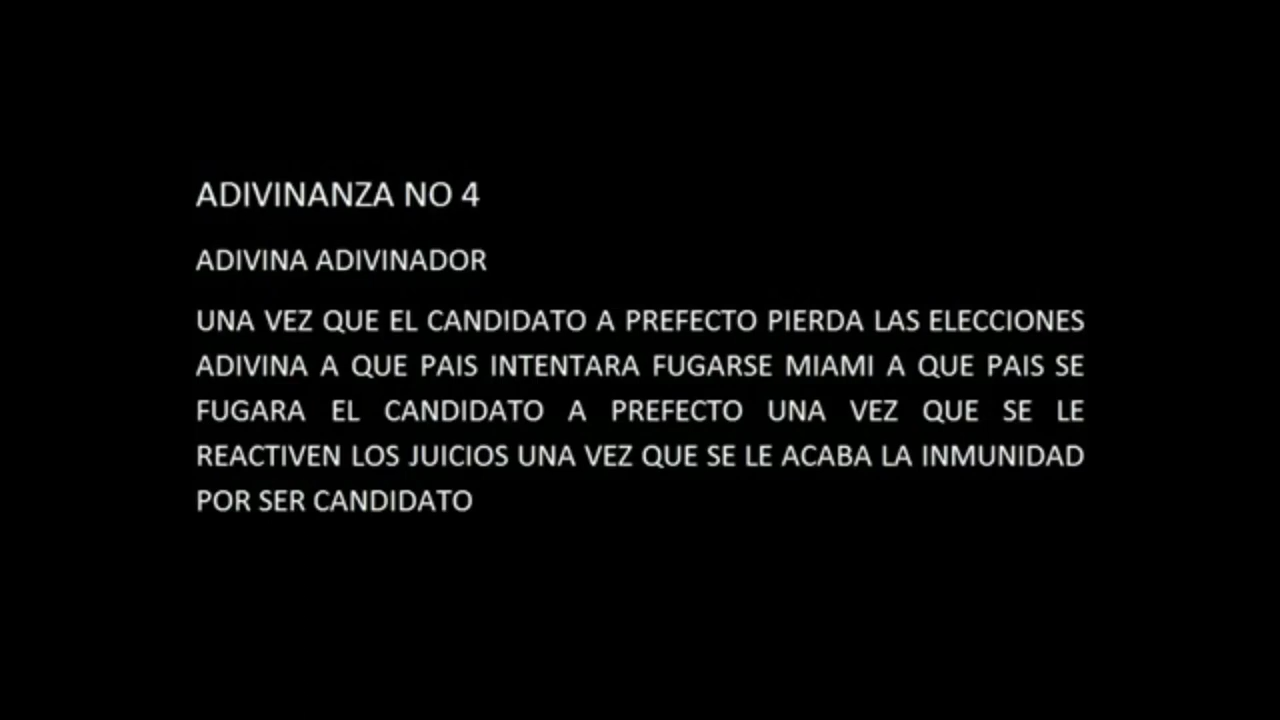 ADIVINANZA NO 4
ADIVINA ADIVINADOR
UNA VEZ QUE EL CANDIDATO A PREFECTO PIERDA LAS ELECCIONES
ADIVINA A QUE PAIS INTENTARA FUGARSE MIAMI A QUE PAIS SE
FUGARA EL CANDIDATO A PREFECTO UNA VEZ QUE SE LE
REACTIVEN LOS JUICIOS UNA VEZ QUE SE LE ACABA LA INMUNIDAD
POR SER CANDIDATO